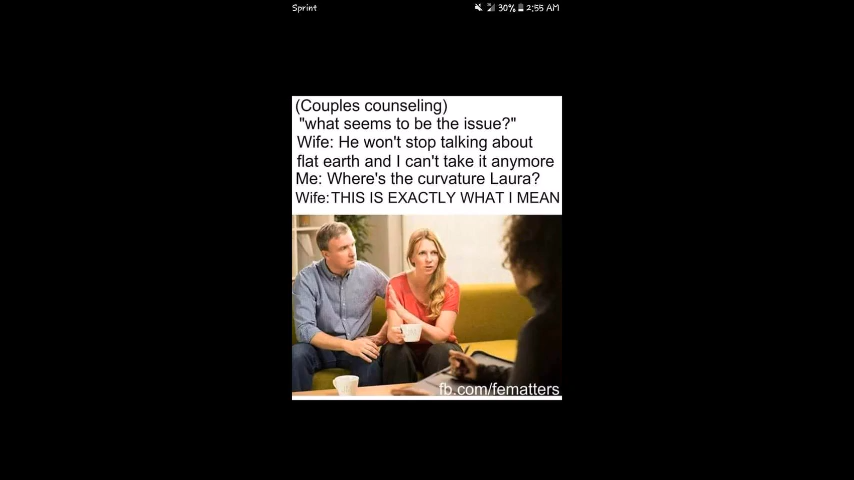 Sprint 30% 2:55 AM
(Couples counseling)
"what seems to be the issue?"
Wife: He won't stop talking about
flat earth and I can't take it anymore
Me: Where's the curvature Laura?
Wife: THIS IS EXACTLY WHAT I MEAN
fb.com/fematters